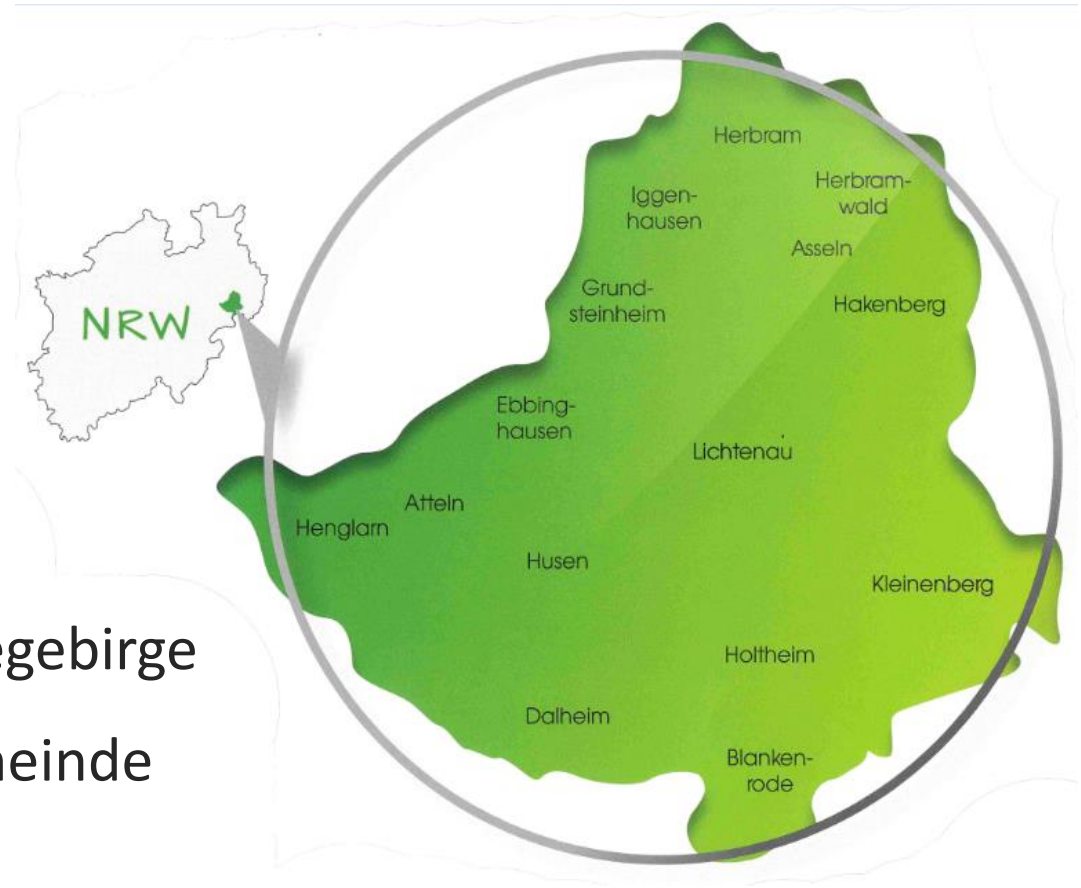 Herbram
Herbram-
wald
Iggen-
hausen
Asseln
Grund-
steinheim
Hakenberg
NRW
Ebbing-
hausen
Lichtenau
Atteln
Henglarn
Husen
Kleinenberg
egebirge
Holtheim
Dalheim
neinde
Blanken-
rode